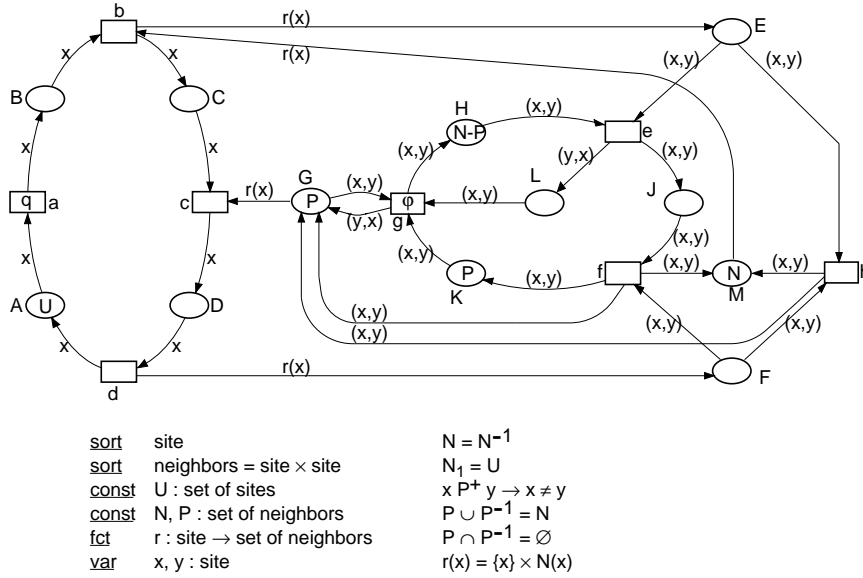 b
r(x)
E
x
x
r(x)
(x,y)
(x,y)
B
C
H
N-P
(x,y)
e
x
x
(x,y)
(y,x)
(x,y)
G
L
J
q
a
c
r(x)
P
(x,y)
φ
(x,y)
(y,x)
g
(x,y)
x
x
(x,y)
P
K
(x,y)
f
(x,y)
N
M
(x,y)
h
A
U
D
(x,y)
(x,y)
(x,y)
(x,y)
x
x
d
r(x)
F
sort site N = N-1
sort neighbors = site × site N1 = U
const U : set of sites x P+ y → x ≠ y
const N, P : set of neighbors P ∪ P-1 = N
fct r : site → set of neighbors P ∩ P-1 = ∅
var x, y : site r(x) = {x} × N(x)